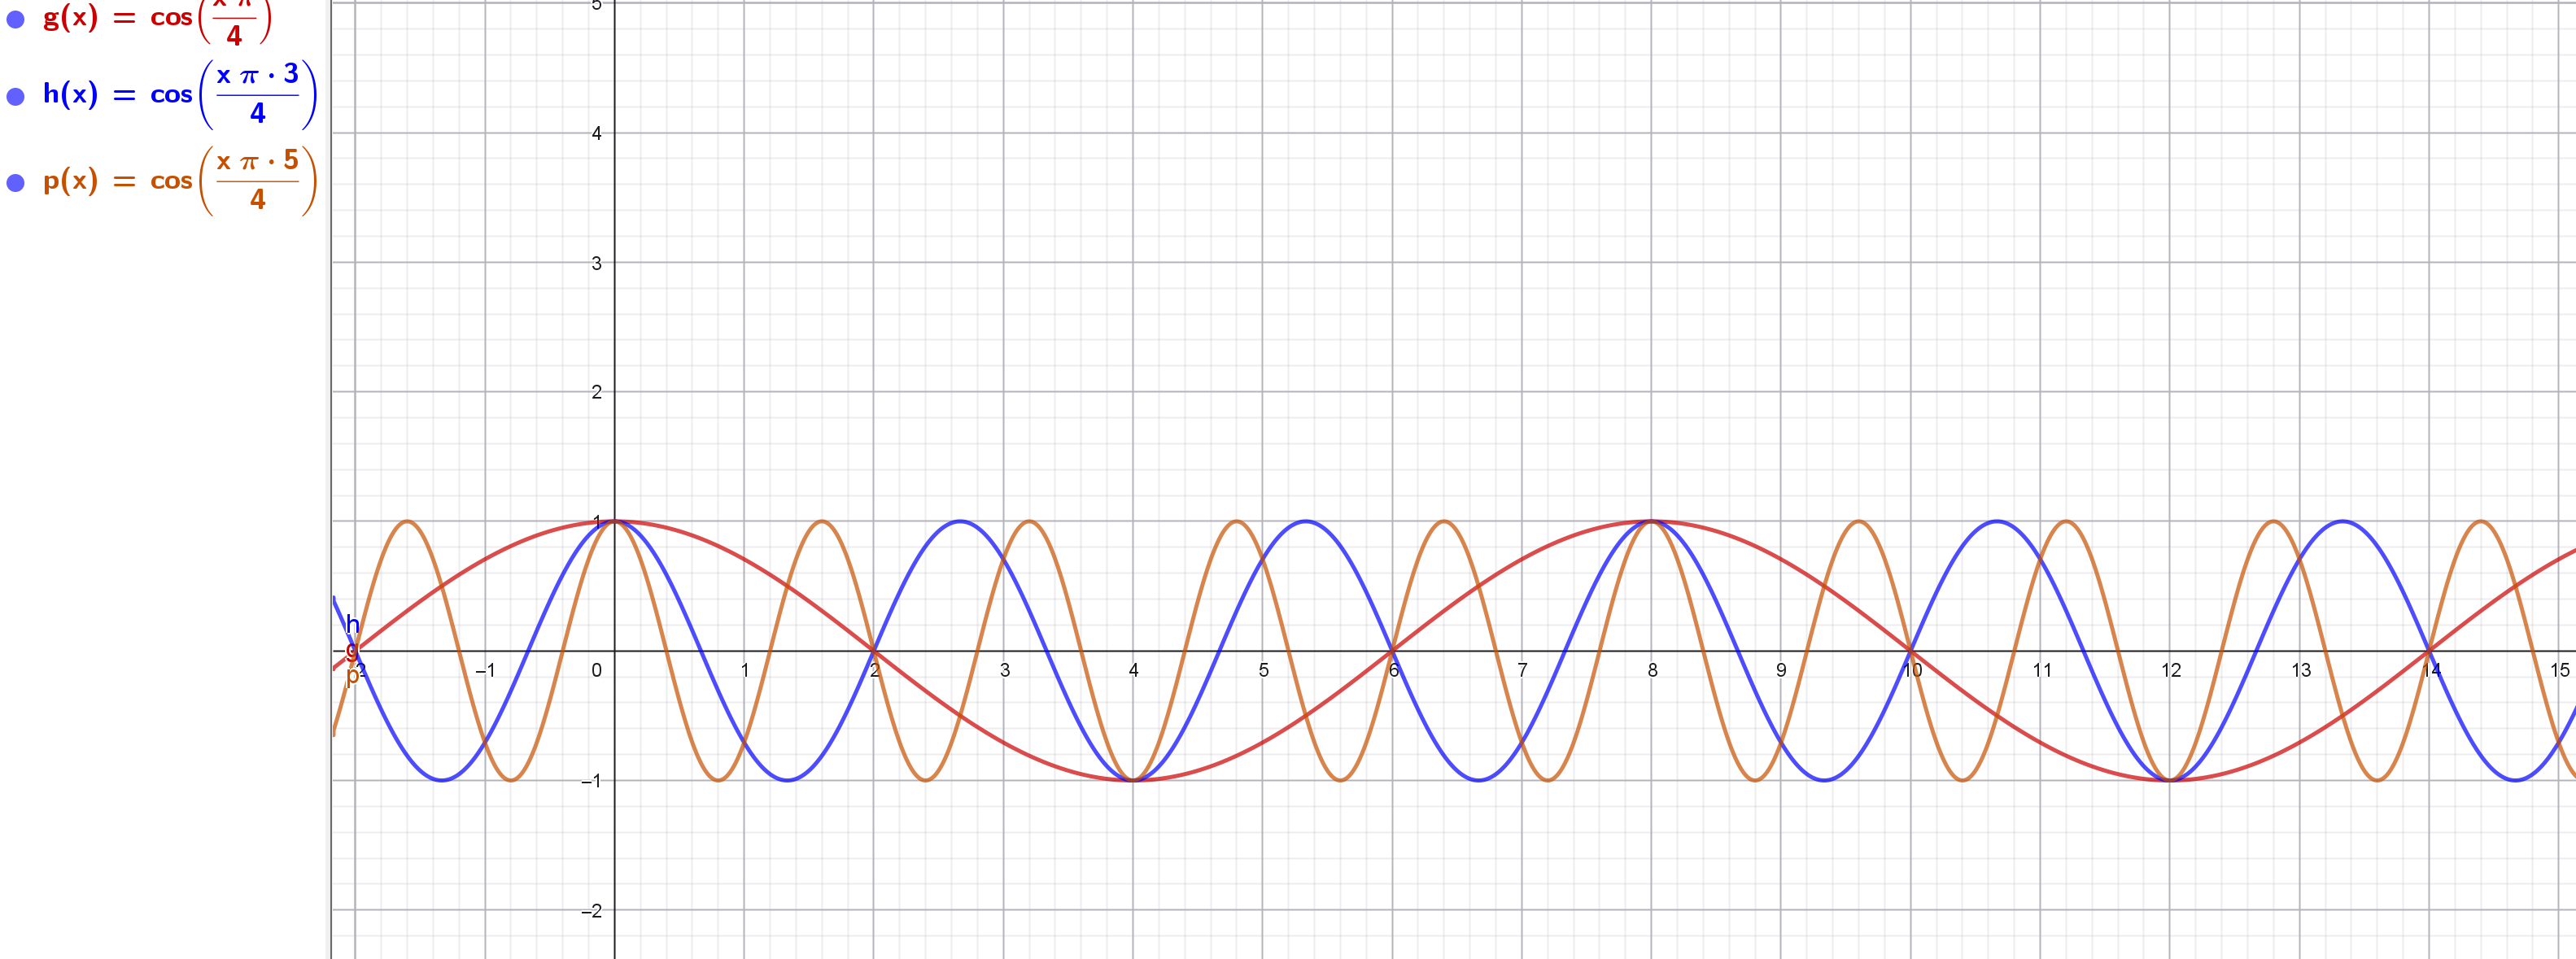 g(x) = cos(x π / 4)
h(x) = cos(x π · 3 / 4)
p(x) = cos(x π · 5 / 4)
5
4
3
2
1
h
g
p
2 –1 0 1 2 3 4 5 6 7 8 9 10 11 12 13 14 15
–1
–2